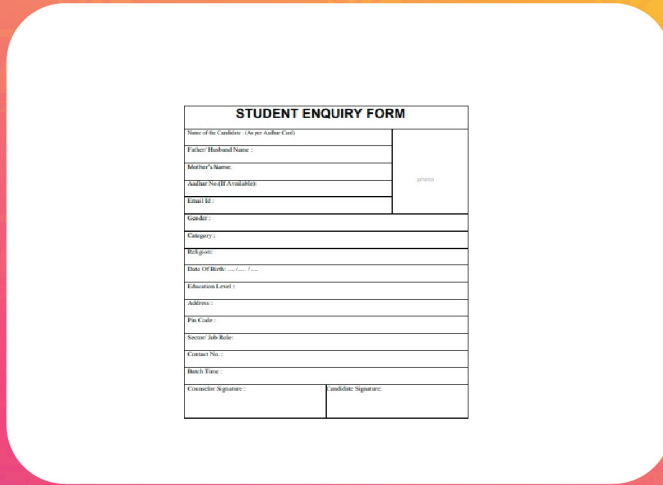 STUDENT ENQUIRY FORM
Name of the Candidate : (As per Aadhar Card)
Father/ Husband Name :
Mother's Name:
photo
Aadhar No.(If Available):
Email Id :
Gender :
Category :
Religion:
Date Of Birth: .... /..... / ....
Education Level :
Address :
Pin Code :
Sector/ Job Role:
Contact No. :
Batch Time :
Counselor Signature : Candidate Signature: